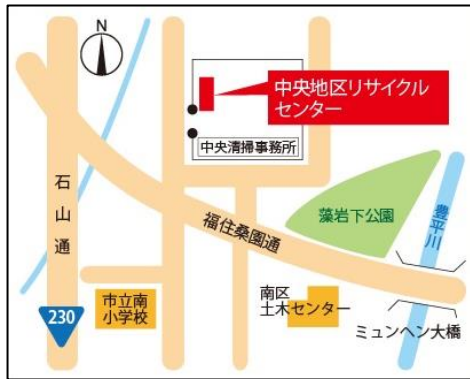 N
中央地区リサイクル
センター
中央清掃事務所
石山通
福住桑園通
藻岩下公園
豊平川
230
市立南
小学校
南区
土木センター
ミュンヘン大橋